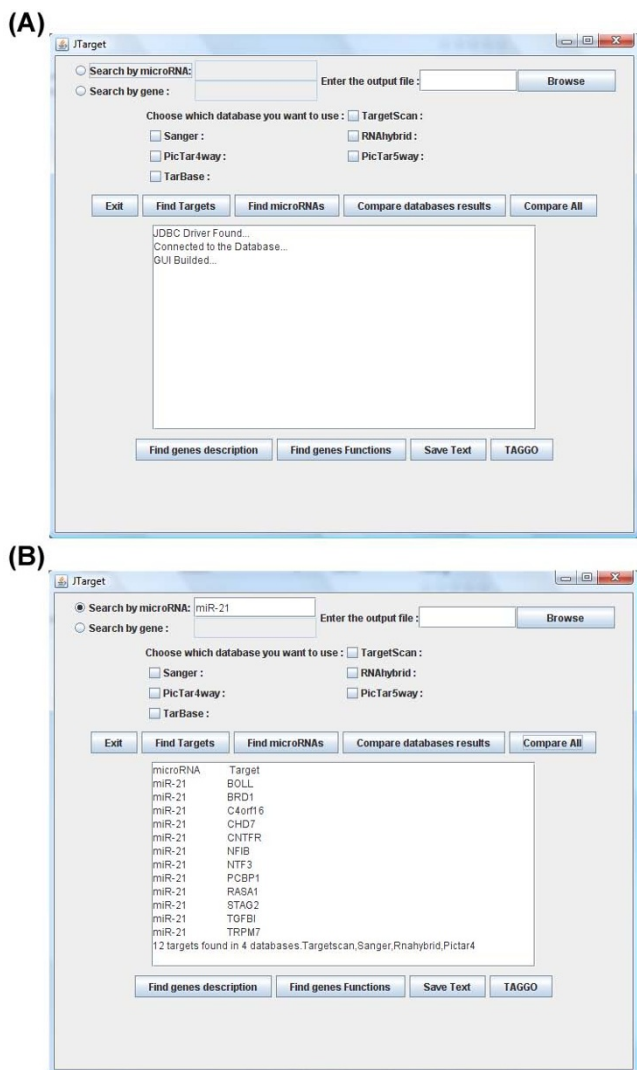 (A)
JTarget
Search by microRNA:
Enter the output file : Browse
Search by gene :
Choose which database you want to use : TargetScan :
Sanger : RNAhybrid :
PicTar4way : PicTar5way :
TarBase :
Exit Find Targets Find microRNAs Compare databases results Compare All
JDBC Driver Found...
Connected to the Database...
GUI Builded...
Find genes description Find genes Functions Save Text TAGGO
(B)
JTarget
Search by microRNA: miR-21
Enter the output file : Browse
Search by gene :
Choose which database you want to use : TargetScan :
Sanger : RNAhybrid :
PicTar4way : PicTar5way :
TarBase :
Exit Find Targets Find microRNAs Compare databases results Compare All
microRNA Target
miR-21 BOLL
miR-21 BRD1
miR-21 C4orf16
miR-21 CHD7
miR-21 CNTFR
miR-21 NFIB
miR-21 NTF3
miR-21 PCBP1
miR-21 RASA1
miR-21 STAG2
miR-21 TGFBI
miR-21 TRPM7
12 targets found in 4 databases.Targetscan,Sanger,Rnahybrid,Pictar4
Find genes description Find genes Functions Save Text TAGGO